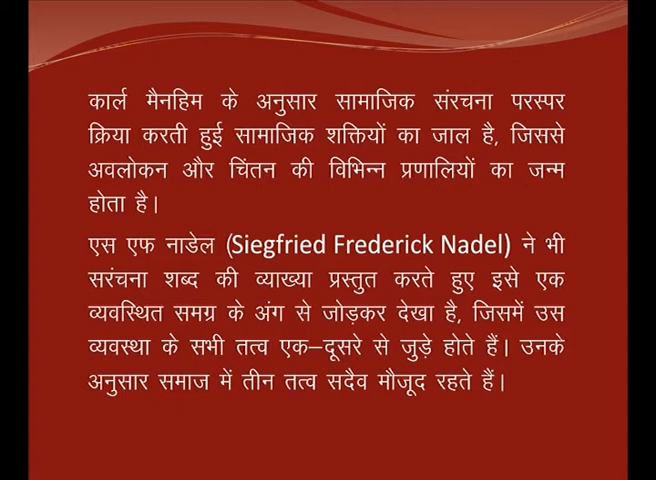 कार्ल मैनहिम के अनुसार सामाजिक संरचना परस्पर
क्रिया करती हुई सामाजिक शक्तियों का जाल है, जिससे
अवलोकन और चिंतन की विभिन्न प्रणालियों का जन्म
होता है।
एस एफ नाडेल (Siegfried Frederick Nadel) ने भी
सरंचना शब्द की व्याख्या प्रस्तुत करते हुए इसे एक
व्यवस्थित समग्र के अंग से जोड़कर देखा है, जिसमें उस
व्यवस्था के सभी तत्व एक–दूसरे से जुड़े होते हैं। उनके
अनुसार समाज में तीन तत्व सदैव मौजूद रहते हैं।